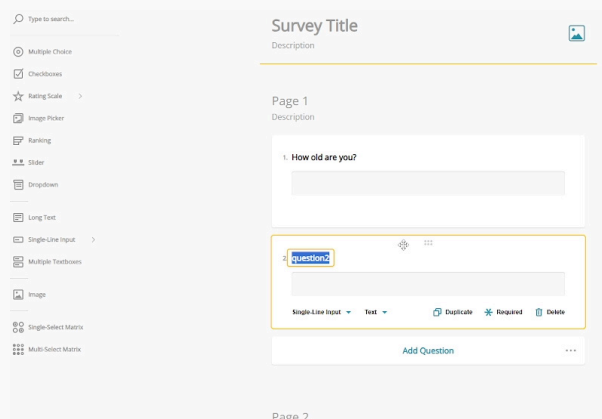 Type to search...
Multiple Choice
Checkboxes
Rating Scale
Image Picker
Ranking
Slider
Dropdown
Long Text
Single-Line Input
Multiple Textboxes
Image
Single-Select Matrix
Multi-Select Matrix
Survey Title
Description
Page 1
Description
1. How old are you?
2. question2
Single-Line Input Text Duplicate Required Delete
Add Question ...
Page 2